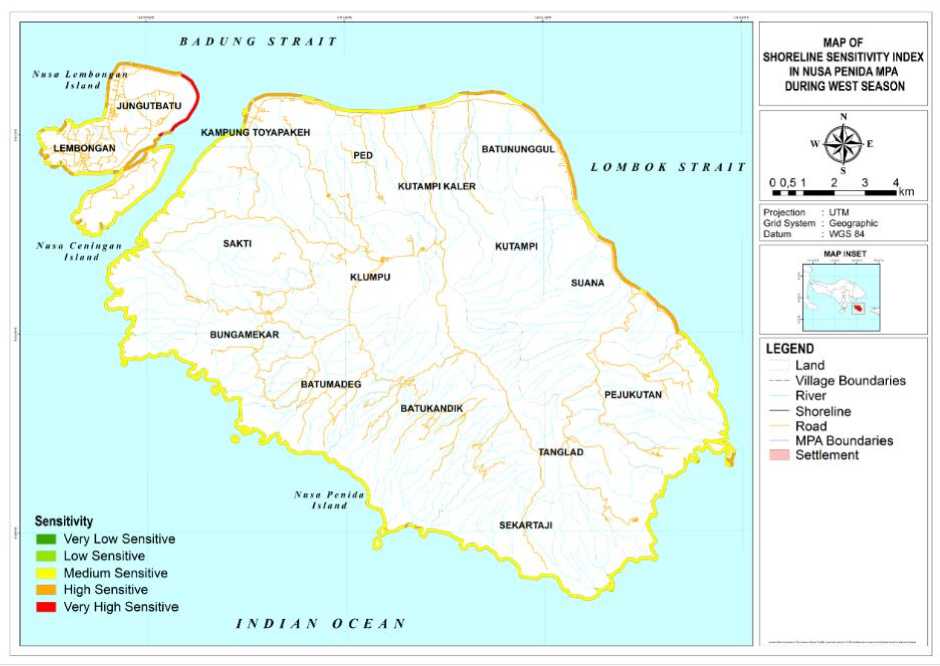 BADUNG STRAIT
Nusa Lembongan
Island
JUNGUTBATU
LEMBONGAN
KAMPUNG TOYAPAKEH
PED
BATUNUNGGUL
LOMBOK STRAIT
KUTAMPI KALER
Nusa Ceningan
Island
SAKTI
KUTAMPI
KLUMPU
SUANA
BUNGAMEKAR
BATUMADEG
PEJUKUTAN
BATUKANDIK
TANGLAD
Nusa Penida
Island
SEKARTAJI
INDIAN OCEAN
Sensitivity
Very Low Sensitive
Low Sensitive
Medium Sensitive
High Sensitive
Very High Sensitive
MAP OF
SHORELINE SENSITIVITY INDEX
IN NUSA PENIDA MPA
DURING WEST SEASON
N
W E
S
0 0,5 1 2 3 4
km
Projection : UTM
Grid System : Geographic
Datum : WGS 84
MAP INSET
LEGEND
Land
Village Boundaries
River
Shoreline
Road
MPA Boundaries
Settlement